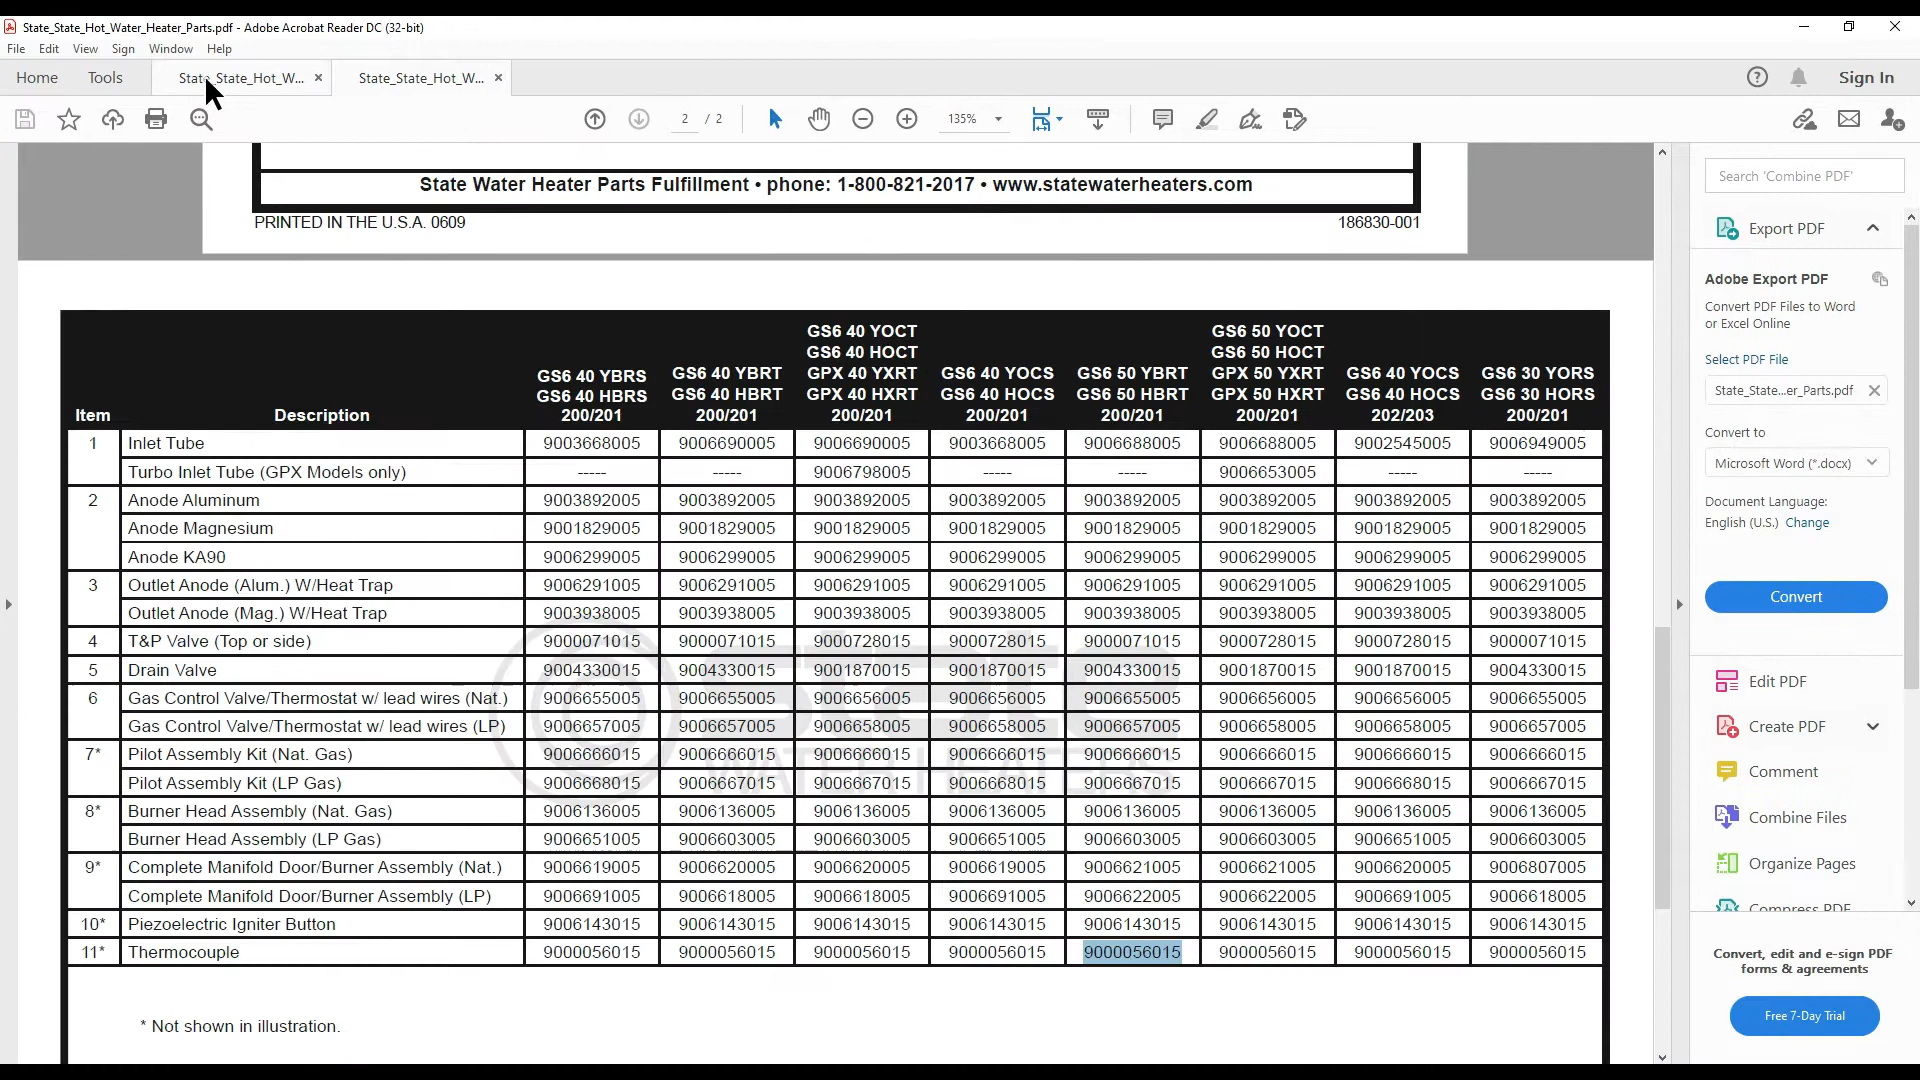 State_State_Hot_Water_Heater_Parts.pdf - Adobe Acrobat Reader DC (32-bit)
File Edit View Sign Window Help
Home Tools State_State_Hot_W... × State_State_Hot_W... × Sign In
2 / 2 135%
State Water Heater Parts Fulfillment • phone: 1-800-821-2017 • www.statewaterheaters.com
PRINTED IN THE U.S.A. 0609 186830-001
Item Description GS6 40 YBRS GS6 40 HBRS 200/201 GS6 40 YBRT GS6 40 HBRT 200/201 GS6 40 YOCT GS6 40 HOCT GPX 40 YXRT GPX 40 HXRT 200/201 GS6 40 YOCS GS6 40 HOCS 200/201 GS6 50 YBRT GS6 50 HBRT 200/201 GS6 50 YOCT GS6 50 HOCT GPX 50 YXRT GPX 50 HXRT 200/201 GS6 40 YOCS GS6 40 HOCS 202/203 GS6 30 YORS GS6 30 HORS 200/201
1 Inlet Tube 9003668005 9006690005 9006690005 9003668005 9006688005 9006688005 9002545005 9006949005
Turbo Inlet Tube (GPX Models only) ----- ----- 9006798005 ----- ----- 9006653005 ----- -----
2 Anode Aluminum 9003892005 9003892005 9003892005 9003892005 9003892005 9003892005 9003892005 9003892005
Anode Magnesium 9001829005 9001829005 9001829005 9001829005 9001829005 9001829005 9001829005 9001829005
Anode KA90 9006299005 9006299005 9006299005 9006299005 9006299005 9006299005 9006299005 9006299005
3 Outlet Anode (Alum.) W/Heat Trap 9006291005 9006291005 9006291005 9006291005 9006291005 9006291005 9006291005 9006291005
Outlet Anode (Mag.) W/Heat Trap 9003938005 9003938005 9003938005 9003938005 9003938005 9003938005 9003938005 9003938005
4 T&P Valve (Top or side) 9000071015 9000071015 9000728015 9000728015 9000071015 9000728015 9000728015 9000071015
5 Drain Valve 9004330015 9004330015 9001870015 9001870015 9004330015 9001870015 9001870015 9004330015
6 Gas Control Valve/Thermostat w/ lead wires (Nat.) 9006655005 9006655005 9006656005 9006656005 9006655005 9006656005 9006656005 9006655005
Gas Control Valve/Thermostat w/ lead wires (LP) 9006657005 9006657005 9006658005 9006658005 9006657005 9006658005 9006658005 9006657005
7* Pilot Assembly Kit (Nat. Gas) 9006666015 9006666015 9006666015 9006666015 9006666015 9006666015 9006666015 9006666015
Pilot Assembly Kit (LP Gas) 9006668015 9006667015 9006667015 9006668015 9006667015 9006667015 9006668015 9006667015
8* Burner Head Assembly (Nat. Gas) 9006136005 9006136005 9006136005 9006136005 9006136005 9006136005 9006136005 9006136005
Burner Head Assembly (LP Gas) 9006651005 9006603005 9006603005 9006651005 9006603005 9006603005 9006651005 9006603005
9* Complete Manifold Door/Burner Assembly (Nat.) 9006619005 9006620005 9006620005 9006619005 9006621005 9006621005 9006620005 9006807005
Complete Manifold Door/Burner Assembly (LP) 9006691005 9006618005 9006618005 9006691005 9006622005 9006622005 9006691005 9006618005
10* Piezoelectric Igniter Button 9006143015 9006143015 9006143015 9006143015 9006143015 9006143015 9006143015 9006143015
11* Thermocouple 9000056015 9000056015 9000056015 9000056015 9000056015 9000056015 9000056015 9000056015
* Not shown in illustration.
state
WATER HEATERS
Search 'Combine PDF'
Export PDF
Adobe Export PDF
Convert PDF Files to Word
or Excel Online
Select PDF File
State_State...er_Parts.pdf
Convert to
Microsoft Word (*.docx)
Document Language:
English (U.S.) Change
Convert
Edit PDF
Create PDF
Comment
Combine Files
Organize Pages
Compress PDF
Convert, edit and e-sign PDF
forms & agreements
Free 7-Day Trial